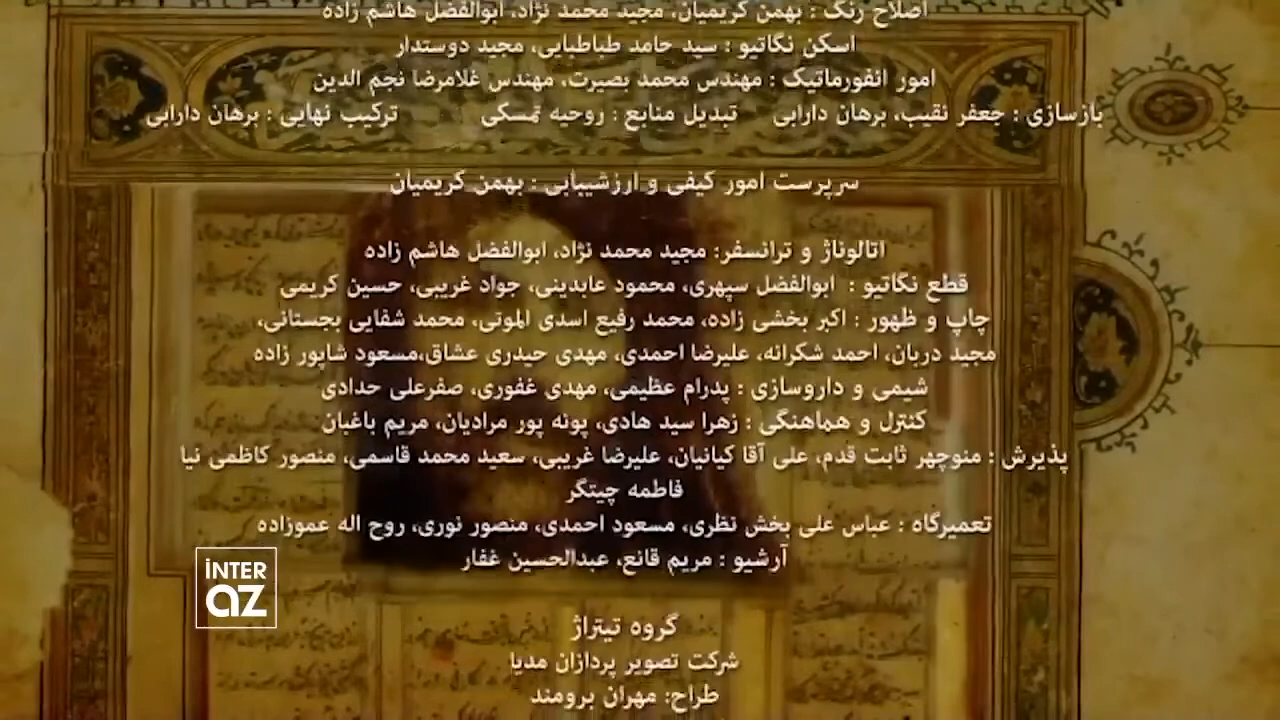 اصلاح رنگ : بهمن کریمیان، مجید محمد نژاد، ابوالفضل هاشم زاده
اسکن نگاتیو : سید حامد طباطبایی، مجید دوستدار
امور انفورماتیک : مهندس محمد بصیرت، مهندس غلامرضا نجم الدین
بازسازی : جعفر نقیب، برهان دارابی تبدیل منابع : روحیه تمسکی ترکیب نهایی : برهان دارابی
سرپرست امور کیفی و ارزشیابی : بهمن کریمیان
اتالوناژ و ترانسفر: مجید محمد نژاد، ابوالفضل هاشم زاده
قطع نگاتیو : ابوالفضل سپهری، محمود عابدینی، جواد غریبی، حسین کریمی
چاپ و ظهور : اکبر بخشی زاده، محمد رفیع اسدی الموتی، محمد شفایی بجستانی،
مجید دربان، احمد شکرانه، علیرضا احمدی، مهدی حیدری عشاق،مسعود شاپور زاده
شیمی و داروسازی : پدرام عظیمی، مهدی غفوری، صفرعلی حدادی
کنترل و هماهنگی : زهرا سید هادی، پونه پور مرادیان، مریم باغبان
پذیرش : منوچهر ثابت قدم، علی آقا کیانیان، علیرضا غریبی، سعید محمد قاسمی، منصور کاظمی نیا
فاطمه چیتگر
تعمیرگاه : عباس علی بخش نظری، مسعود احمدی، منصور نوری، روح اله عموزاده
آرشیو : مریم قانع، عبدالحسین غفار
İNTER
az
گروه تیتراژ
شرکت تصویر پردازان مدیا
طراح: مهران برومند